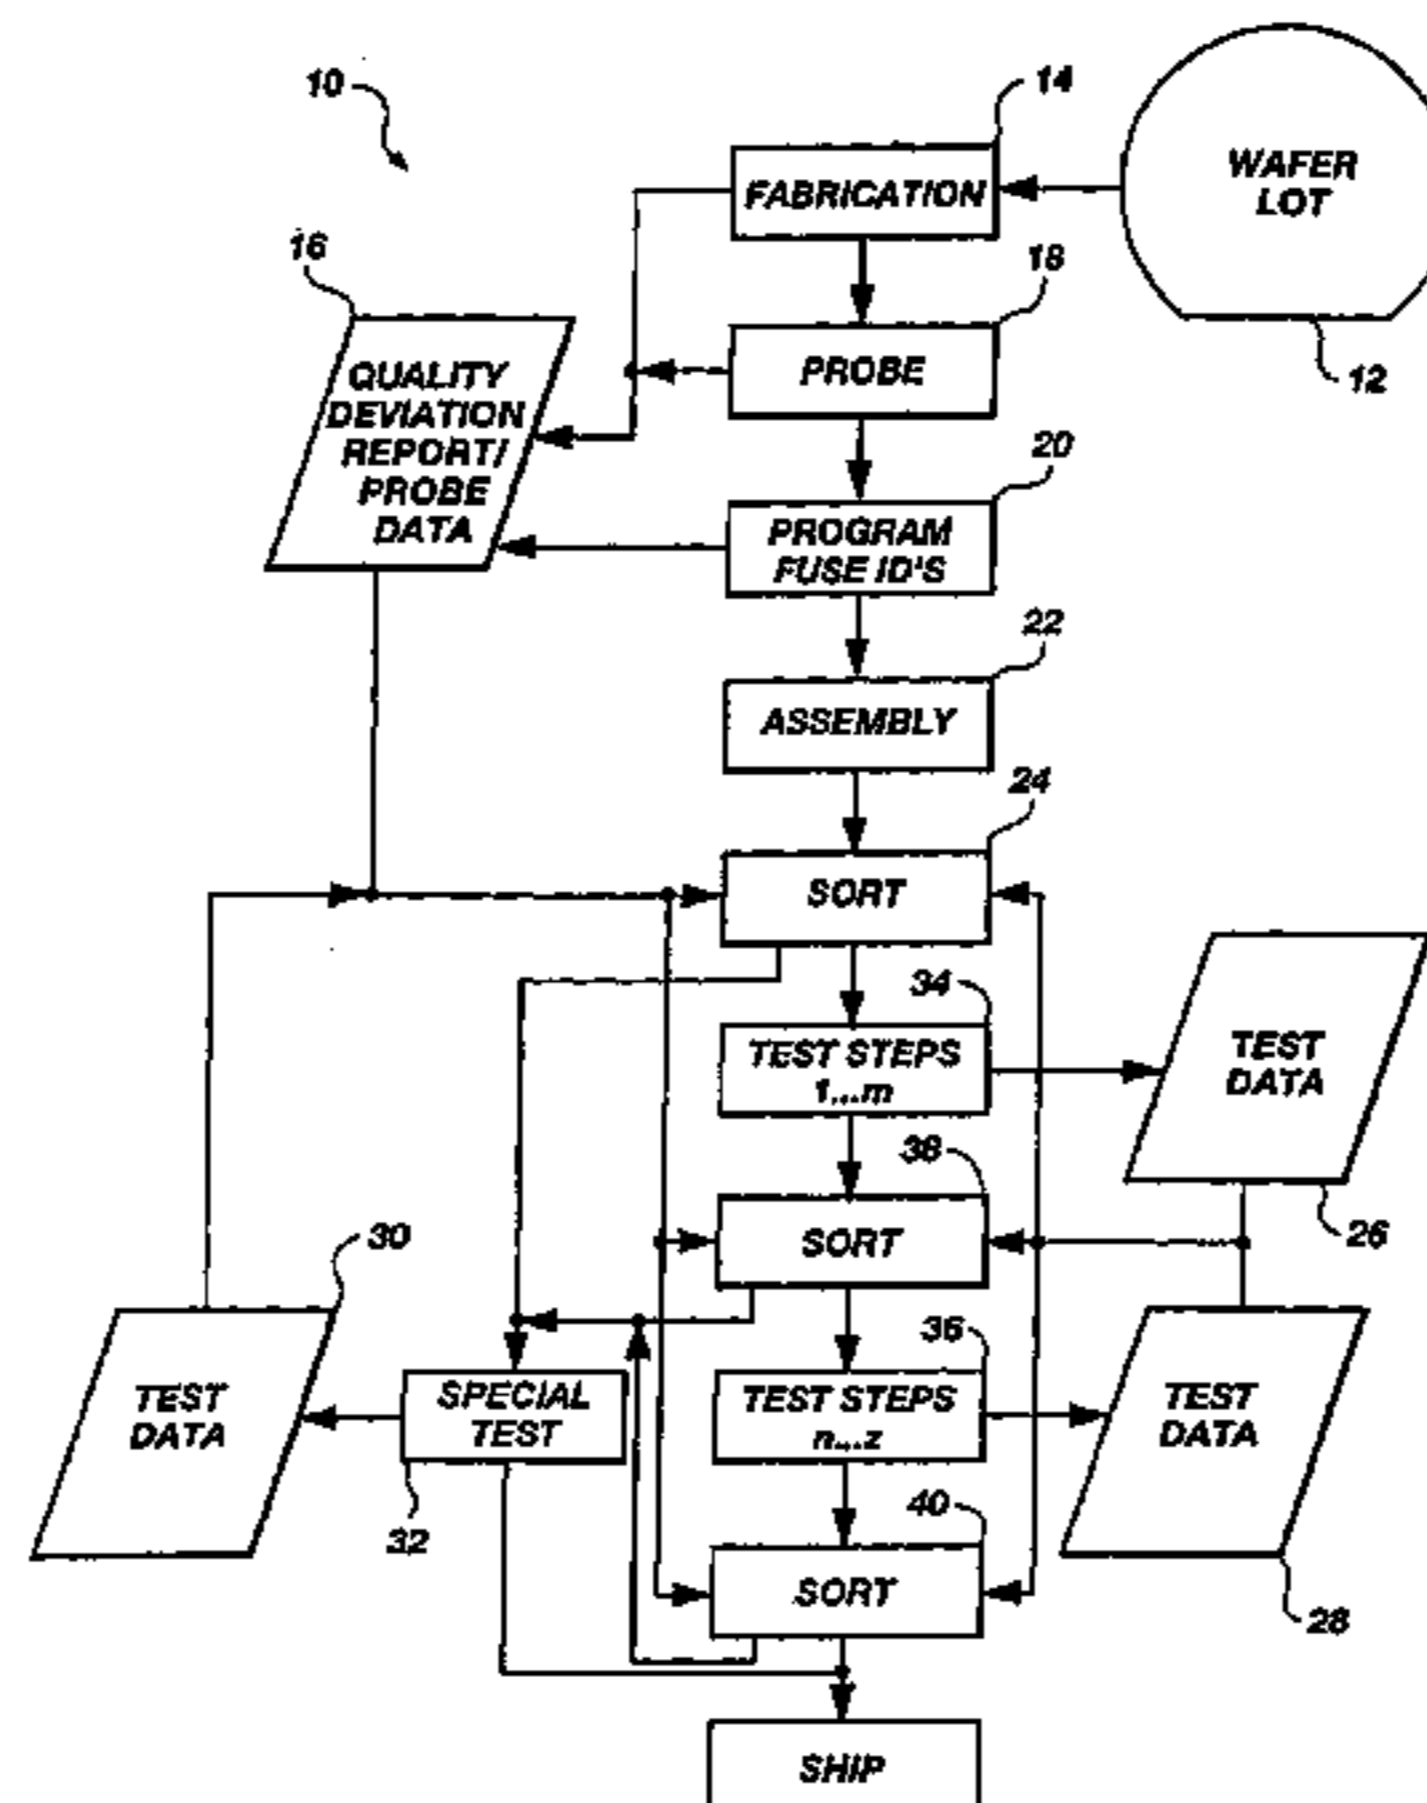 10
14
WAFER
LOT
FABRICATION
16
18
12
QUALITY
DEVIATION
REPORT/
PROBE
DATA
PROBE
20
PROGRAM
FUSE ID'S
22
ASSEMBLY
24
SORT
34
TEST STEPS
1...m
TEST
DATA
38
26
SORT
30
36
TEST
DATA
SPECIAL
TEST
TEST STEPS
n...z
TEST
DATA
32
40
SORT
28
SHIP